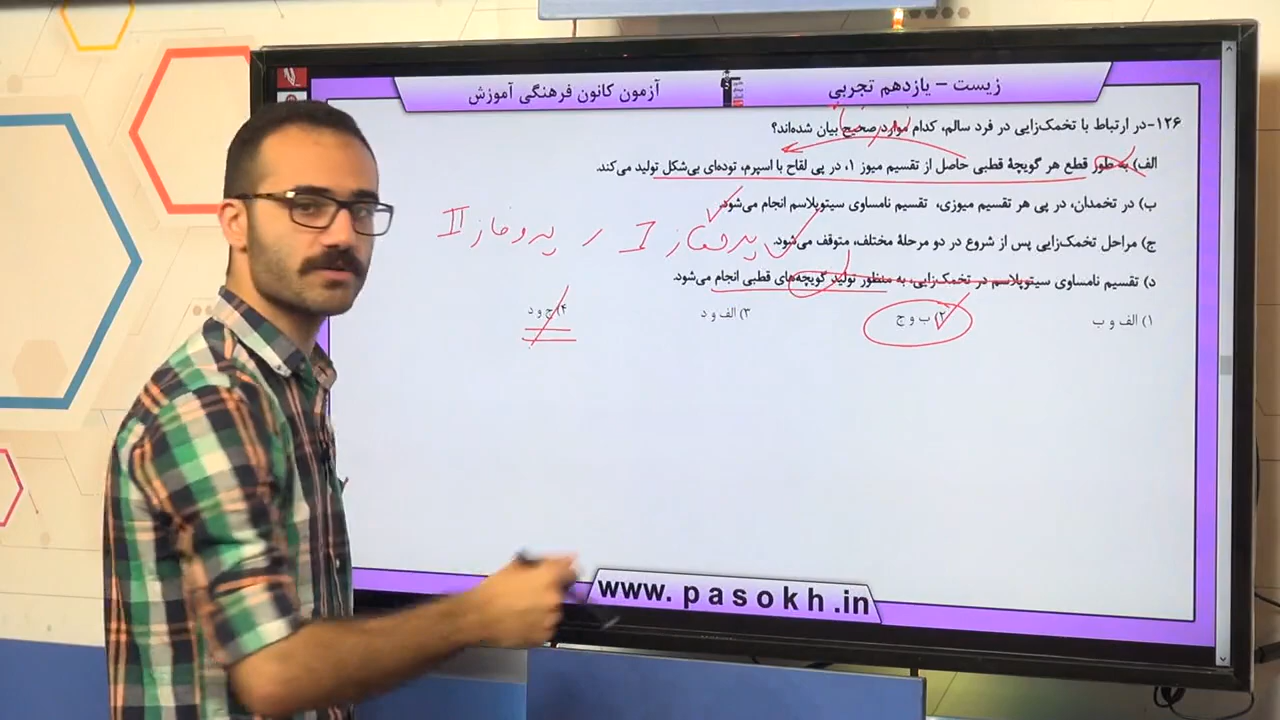 زیست - یازدهم تجربی
آزمون کانون فرهنگی آموزش
۱۲۶-در ارتباط با تخمک‌زایی در فرد سالم، کدام موارد صحیح بیان شده‌اند؟
الف) به طور قطع هر گویچهٔ قطبی حاصل از تقسیم میوز ۱، در پی لقاح با اسپرم، توده‌ای بی‌شکل تولید می‌کند.
ب) در تخمدان، در پی هر تقسیم میوزی، تقسیم نامساوی سیتوپلاسم انجام می‌شود.
پروفاز I , پروفاز II
ج) مراحل تخمک‌زایی پس از شروع در دو مرحلهٔ مختلف، متوقف می‌شود.
د) تقسیم نامساوی سیتوپلاسم در تخمک‌زایی، به منظور تولید گویچه‌های قطبی انجام می‌شود.
۱) الف و ب
۲) ب و ج
۳) الف و د
۴) ج و د
www.pasokh.in